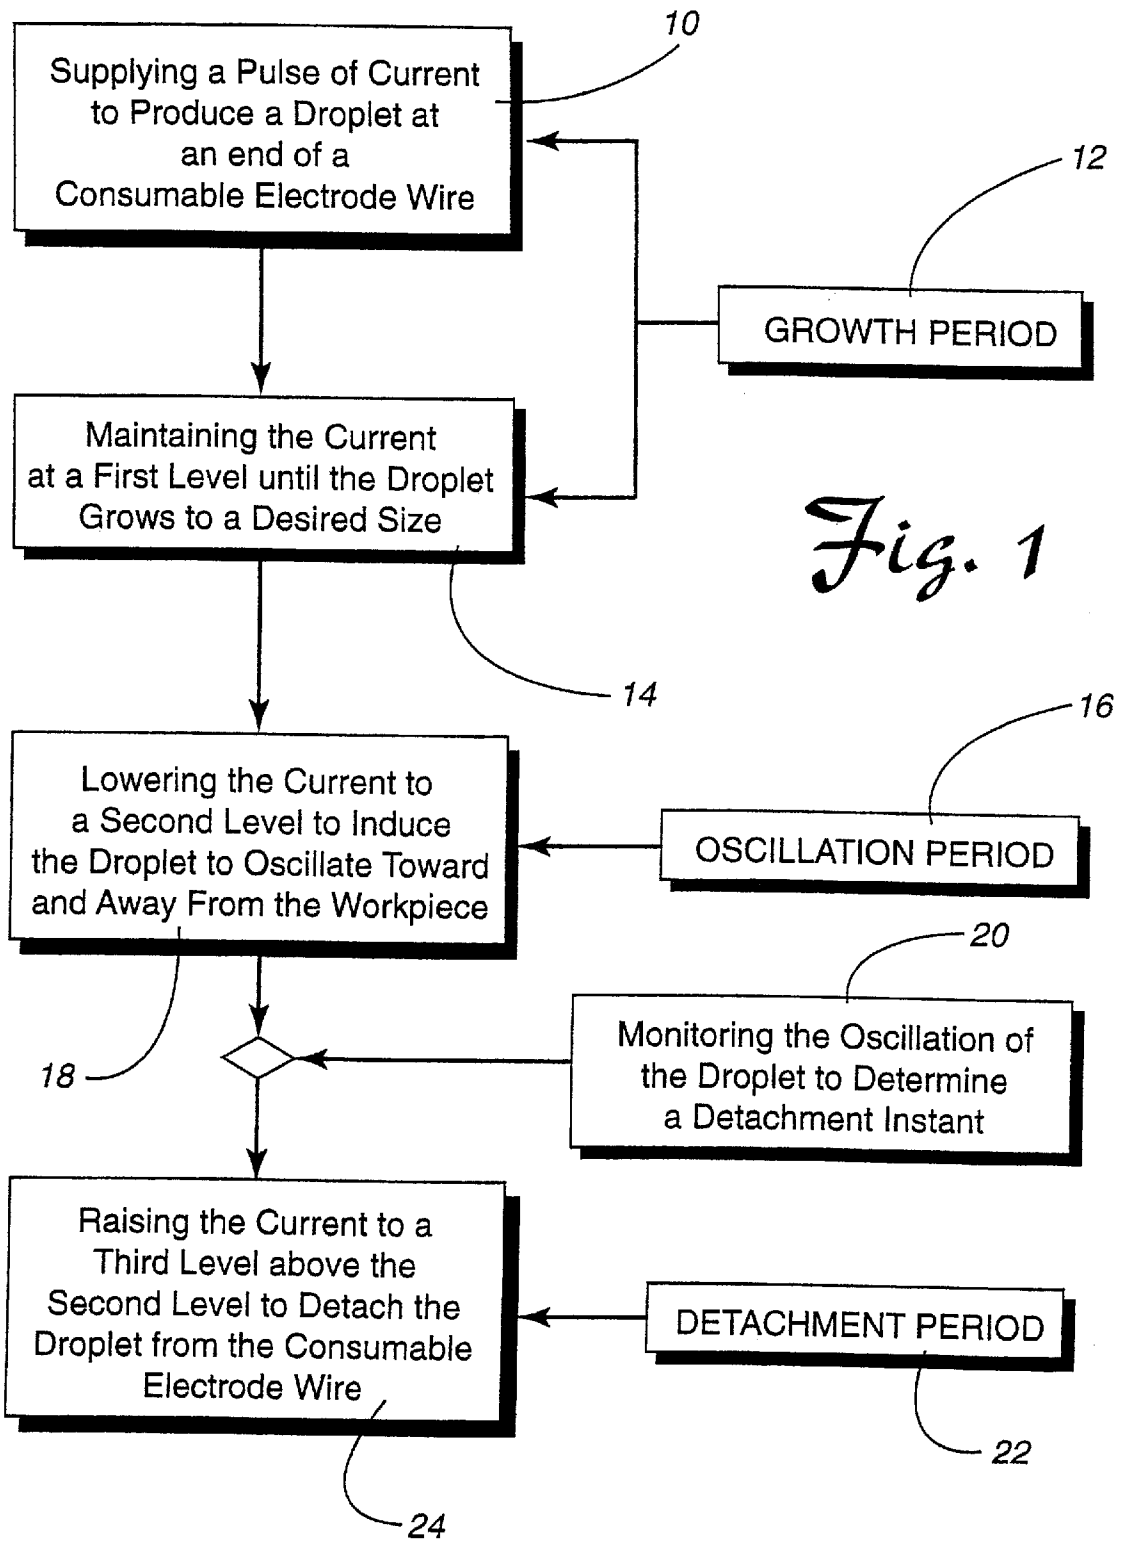 10
Supplying a Pulse of Current
to Produce a Droplet at
an end of a
Consumable Electrode Wire
12
GROWTH PERIOD
Maintaining the Current
at a First Level until the Droplet
Grows to a Desired Size
Fig. 1
14
16
Lowering the Current to
a Second Level to Induce
the Droplet to Oscillate Toward
and Away From the Workpiece
OSCILLATION PERIOD
20
Monitoring the Oscillation of
the Droplet to Determine
a Detachment Instant
18
Raising the Current to a
Third Level above the
Second Level to Detach the
Droplet from the Consumable
Electrode Wire
DETACHMENT PERIOD
22
24